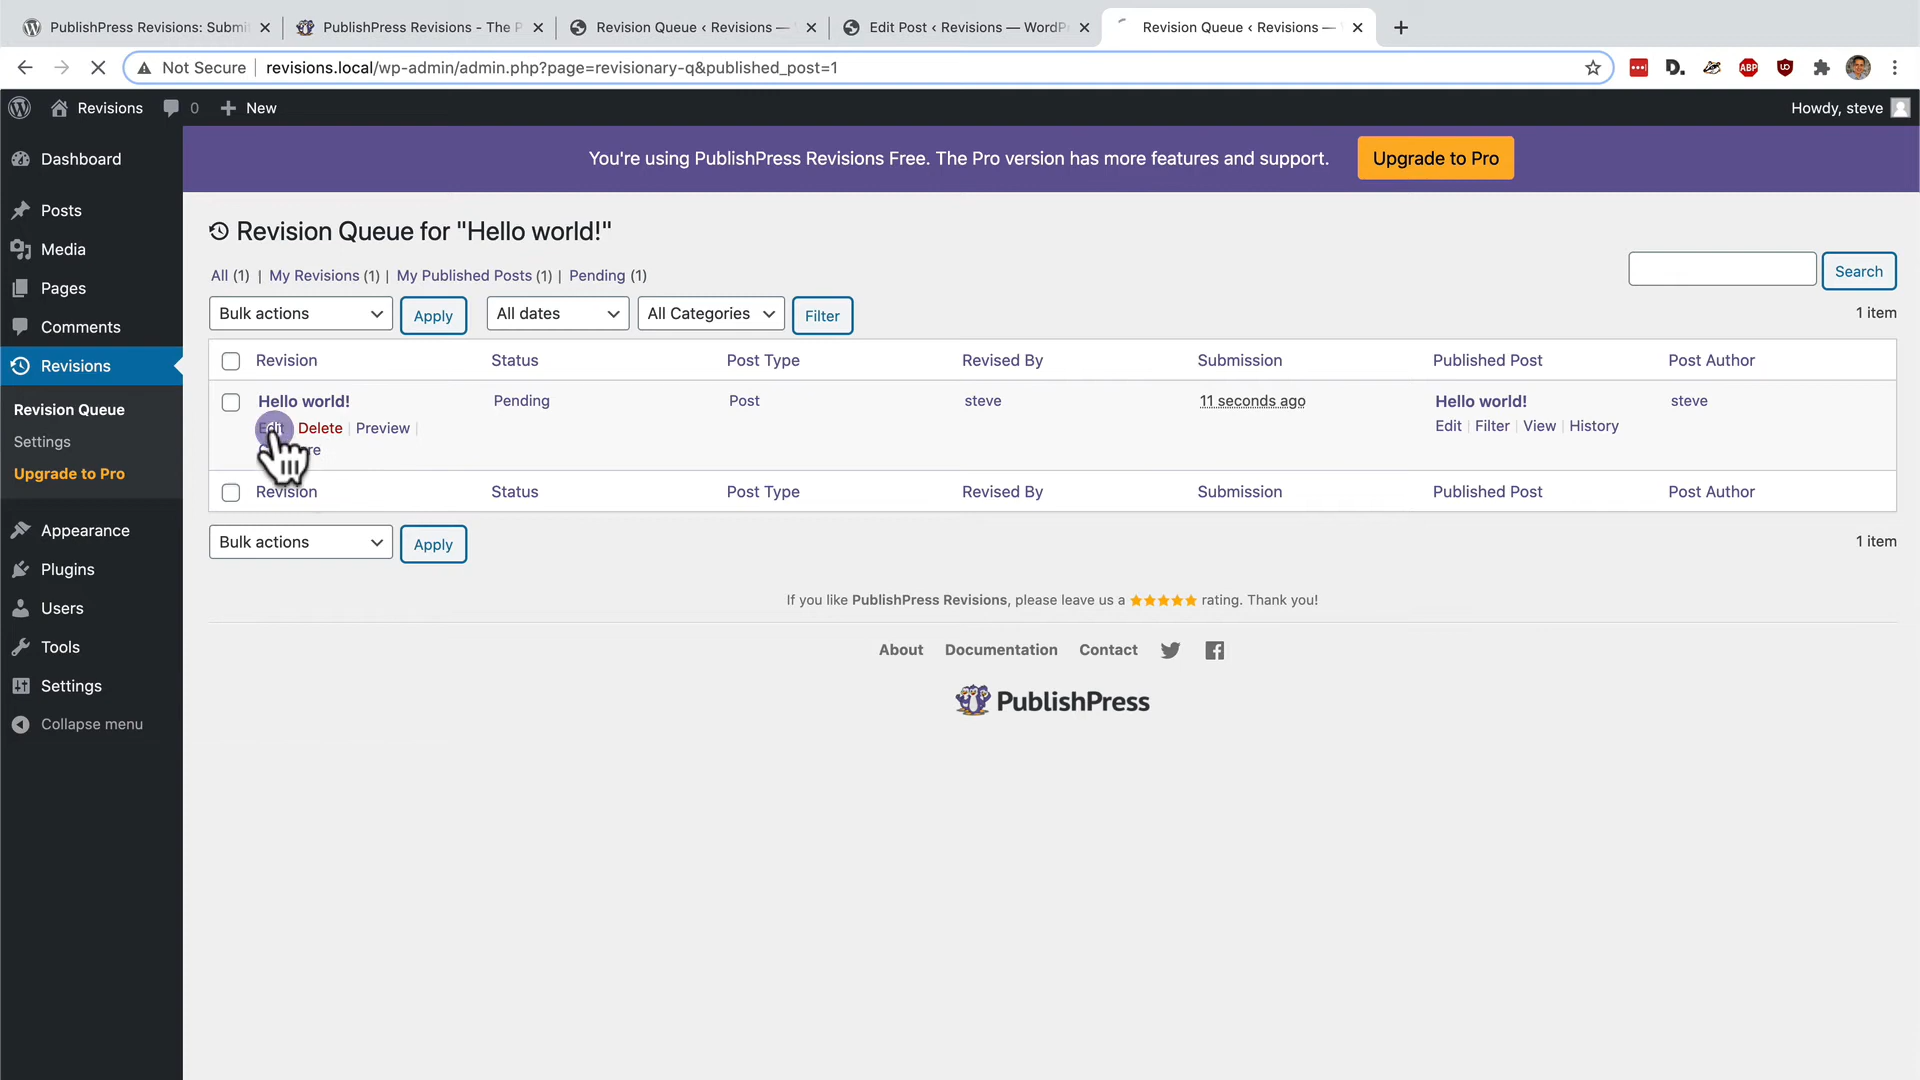 PublishPress Revisions: Submi
PublishPress Revisions - The P
Revision Queue ‹ Revisions —
Edit Post ‹ Revisions — WordP
Revision Queue ‹ Revisions —
Not Secure revisions.local/wp-admin/admin.php?page=revisionary-q&published_post=1
ABP
Revisions 0 New Howdy, steve
You're using PublishPress Revisions Free. The Pro version has more features and support. Upgrade to Pro
Dashboard
Posts
Media
Pages
Comments
Revisions
Revision Queue
Settings
Upgrade to Pro
Appearance
Plugins
Users
Tools
Settings
Collapse menu
Revision Queue for "Hello world!"
All (1) | My Revisions (1) | My Published Posts (1) | Pending (1)
Search
Bulk actions Apply All dates All Categories Filter 1 item
Revision Status Post Type Revised By Submission Published Post Post Author
Hello world! Pending Post steve 11 seconds ago Hello world! steve
Edit Delete | Preview | Edit | Filter | View | History
Revision Status Post Type Revised By Submission Published Post Post Author
Bulk actions Apply 1 item
If you like PublishPress Revisions, please leave us a ★★★★★ rating. Thank you!
About Documentation Contact
PublishPress